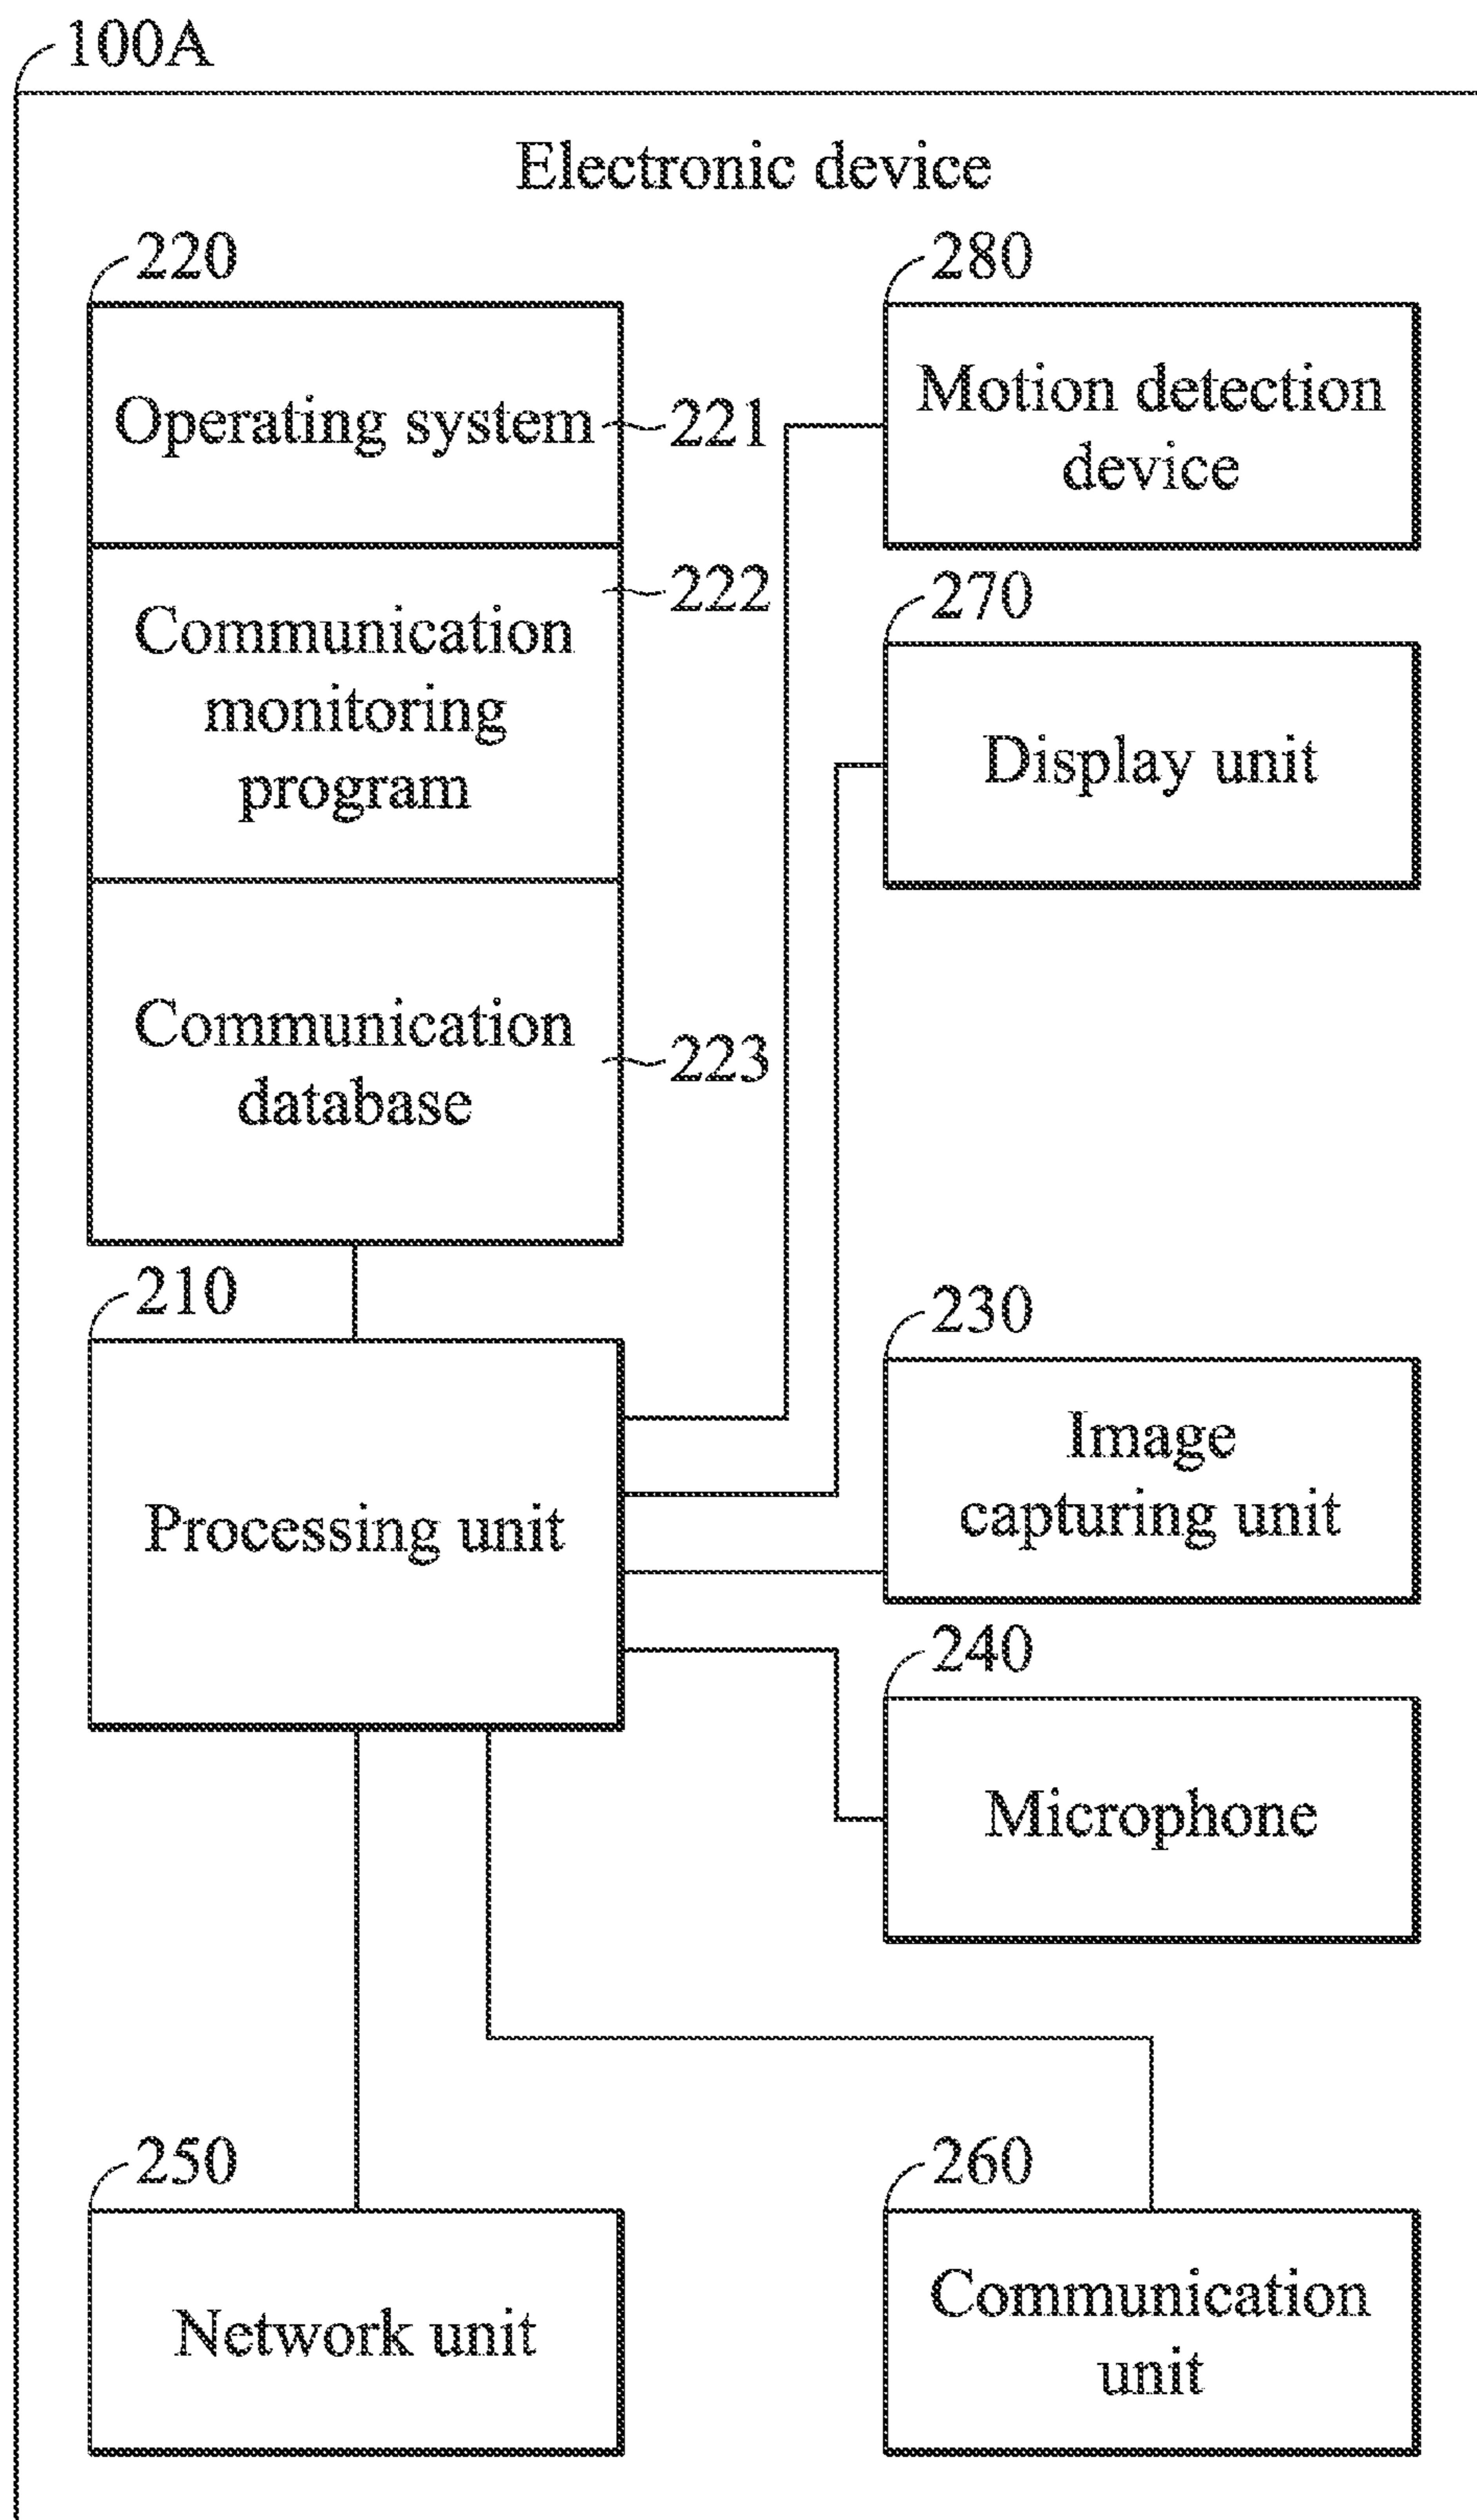 100A
Electronic device
220
Operating system
221
222
Communication
monitoring
program
Communication
database
223
280
Motion detection
device
270
Display unit
210
Processing unit
230
Image
capturing unit
240
Microphone
250
Network unit
260
Communication
unit